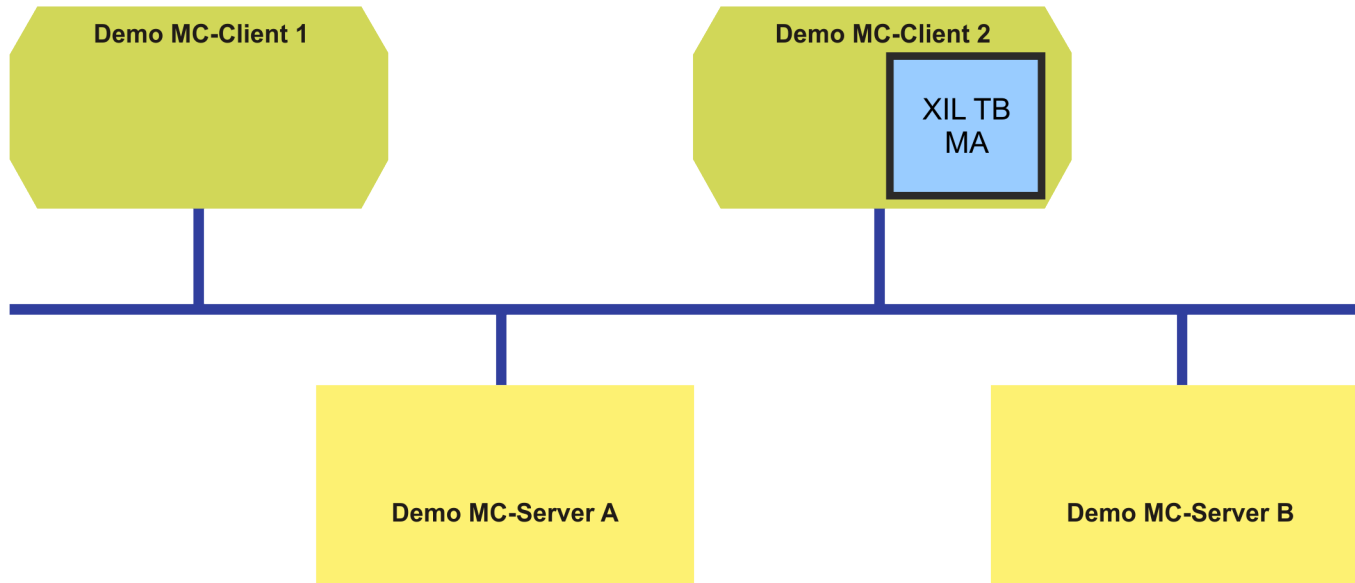 Demo MC-Client 1
Demo MC-Client 2
XIL TB
MA
Demo MC-Server A
Demo MC-Server B